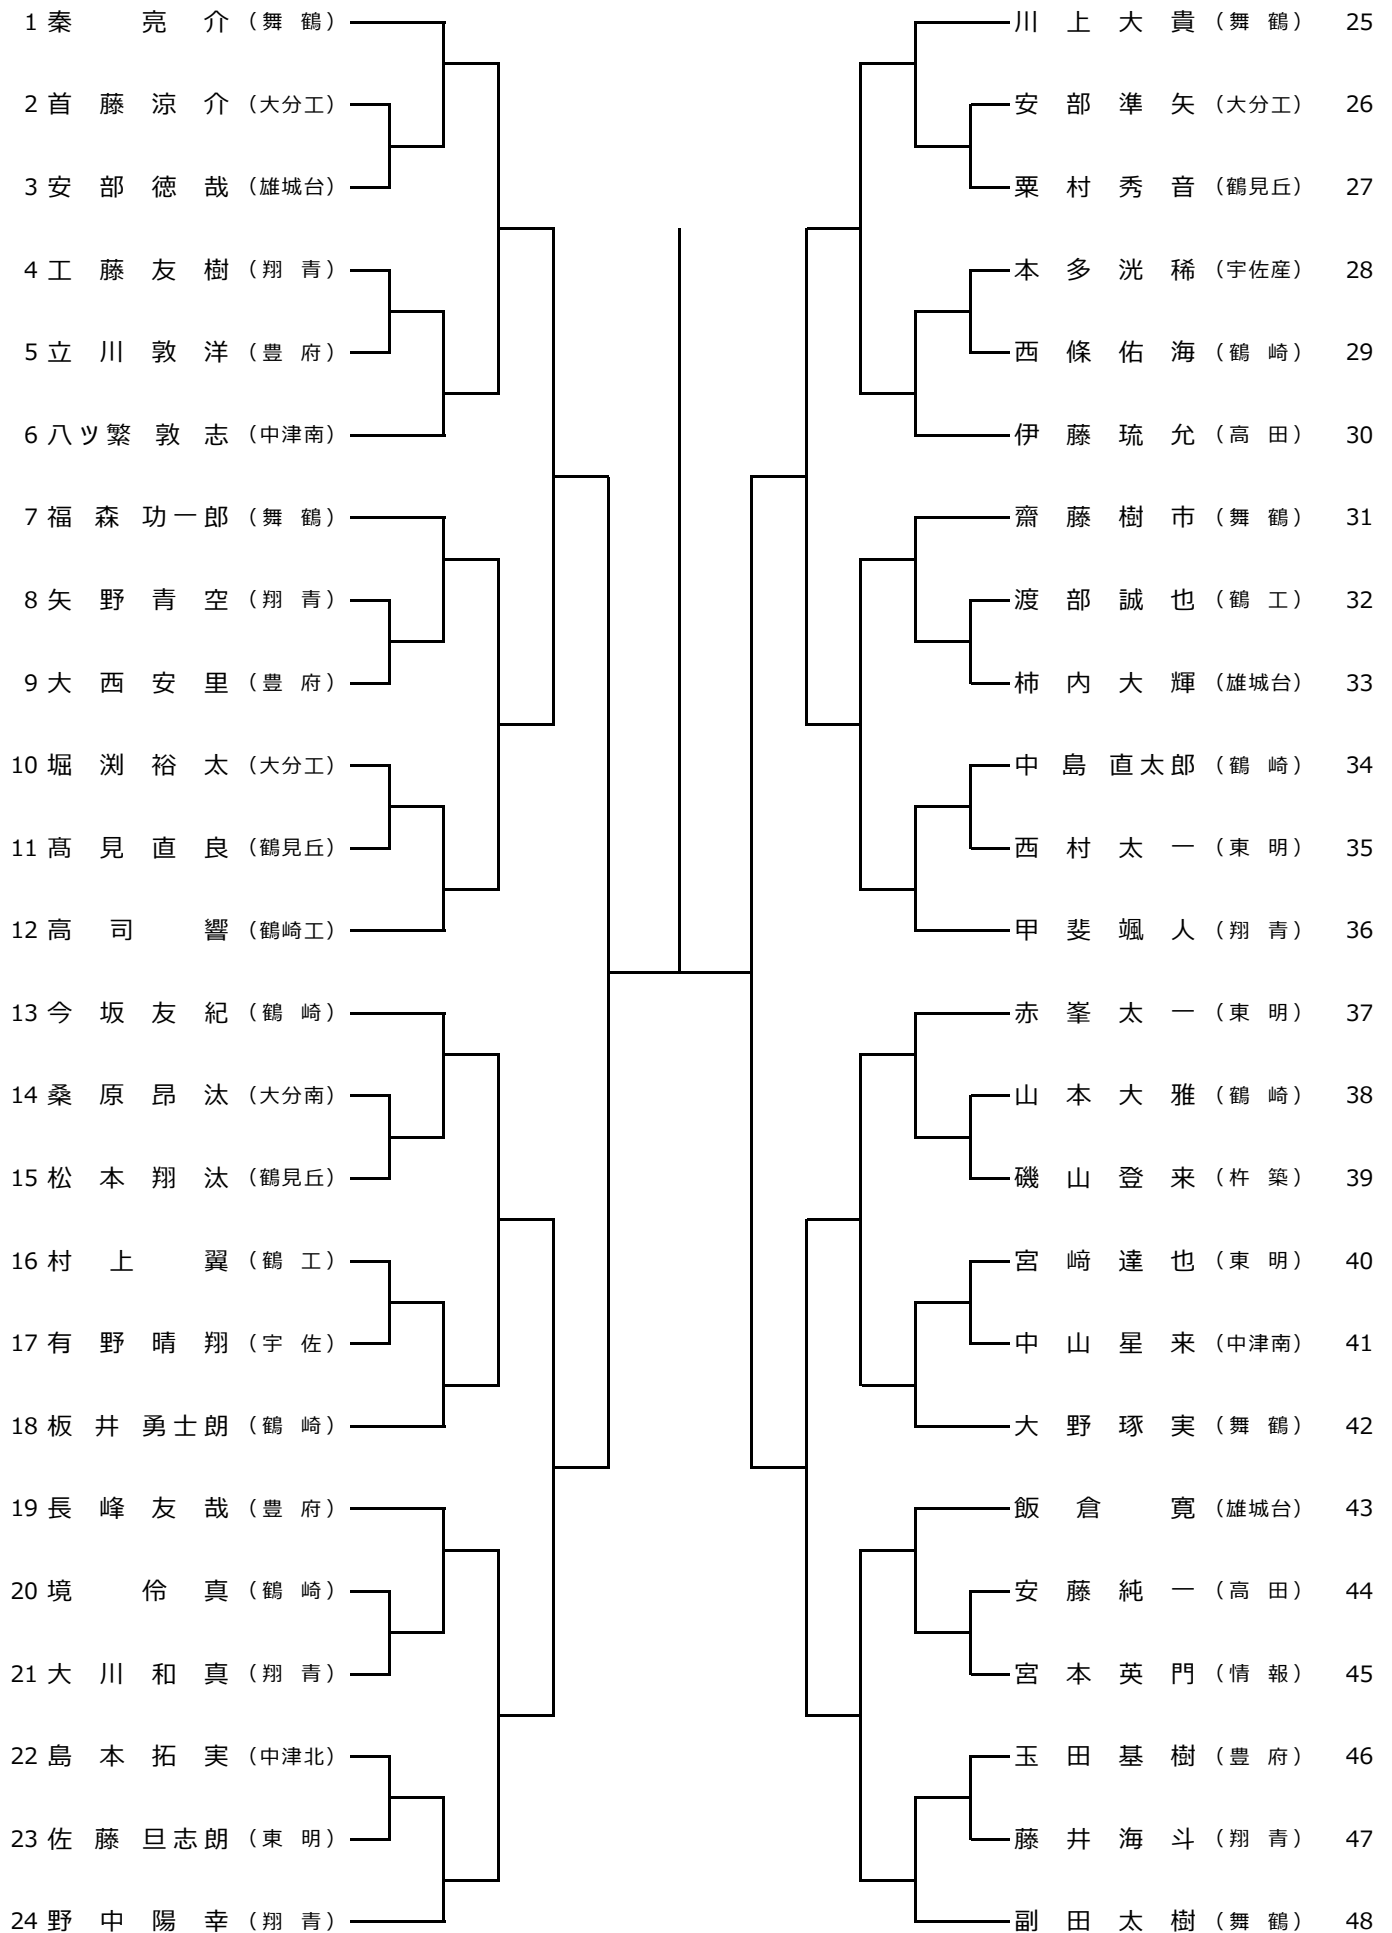 1 秦 亮 介 (舞 鶴)
2 首 藤 涼 介 (大分工)
3 安 部 徳 哉 (雄城台)
4 工 藤 友 樹 (翔 青)
5 立 川 敦 洋 (豊 府)
6 八ツ繁 敦 志 (中津南)
7 福 森 功一郎 (舞 鶴)
8 矢 野 青 空 (翔 青)
9 大 西 安 里 (豊 府)
10 堀 渕 裕 太 (大分工)
11 髙 見 直 良 (鶴見丘)
12 高 司 響 (鶴崎工)
13 今 坂 友 紀 (鶴 崎)
14 桑 原 昂 汰 (大分南)
15 松 本 翔 汰 (鶴見丘)
16 村 上 翼 (鶴 工)
17 有 野 晴 翔 (宇 佐)
18 板 井 勇士朗 (鶴 崎)
19 長 峰 友 哉 (豊 府)
20 境 伶 真 (鶴 崎)
21 大 川 和 真 (翔 青)
22 島 本 拓 実 (中津北)
23 佐 藤 旦志朗 (東 明)
24 野 中 陽 幸 (翔 青)
川 上 大 貴 (舞 鶴) 25
安 部 準 矢 (大分工) 26
粟 村 秀 音 (鶴見丘) 27
本 多 洸 稀 (宇佐産) 28
西 條 佑 海 (鶴 崎) 29
伊 藤 琉 允 (高 田) 30
齋 藤 樹 市 (舞 鶴) 31
渡 部 誠 也 (鶴 工) 32
柿 内 大 輝 (雄城台) 33
中 島 直太郎 (鶴 崎) 34
西 村 太 一 (東 明) 35
甲 斐 颯 人 (翔 青) 36
赤 峯 太 一 (東 明) 37
山 本 大 雅 (鶴 崎) 38
磯 山 登 来 (杵 築) 39
宮 﨑 達 也 (東 明) 40
中 山 星 来 (中津南) 41
大 野 琢 実 (舞 鶴) 42
飯 倉 寛 (雄城台) 43
安 藤 純 一 (高 田) 44
宮 本 英 門 (情 報) 45
玉 田 基 樹 (豊 府) 46
藤 井 海 斗 (翔 青) 47
副 田 太 樹 (舞 鶴) 48